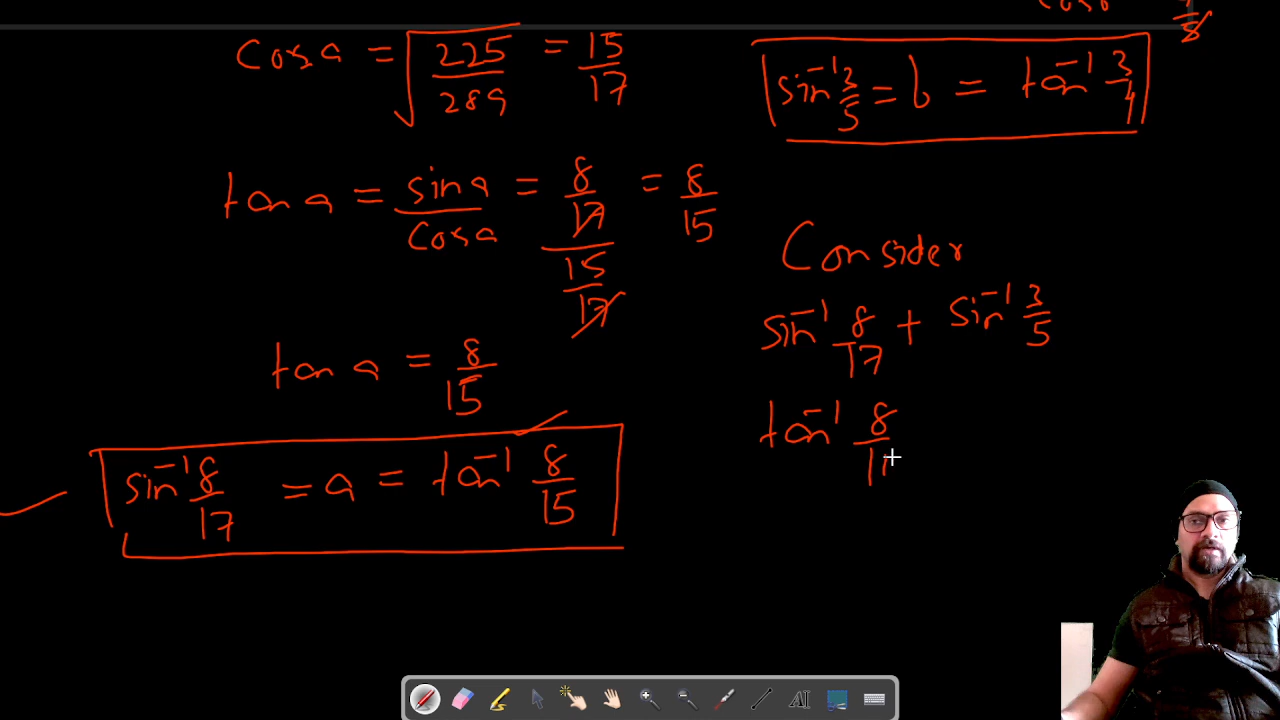 cos a = √225/289 = 15/17
tan a = sin a/cos a = 8/17/15/17 = 8/15
tan a = 8/15
sin⁻¹ 8/17 = a = tan⁻¹ 8/15
sin⁻¹ 3/5 = b = tan⁻¹ 3/4
Consider
sin⁻¹ 8/17 + sin⁻¹ 3/5
tan⁻¹ 8/1
AI